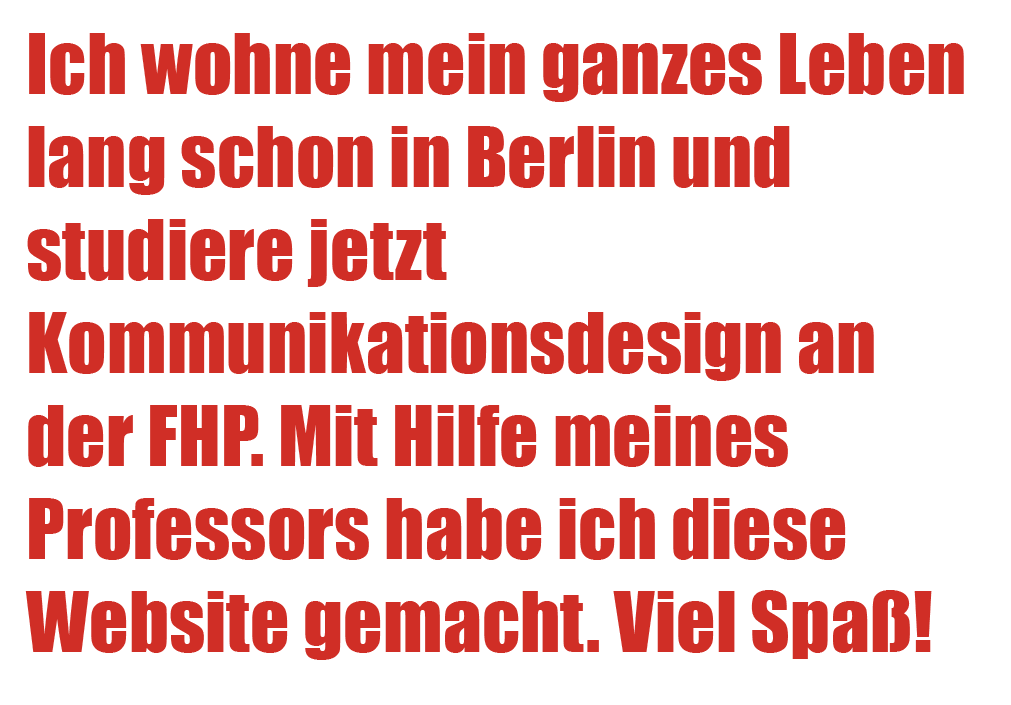 Ich wohne mein ganzes Leben
lang schon in Berlin und
studiere jetzt
Kommunikationsdesign an
der FHP. Mit Hilfe meines
Professors habe ich diese
Website gemacht. Viel Spaß!